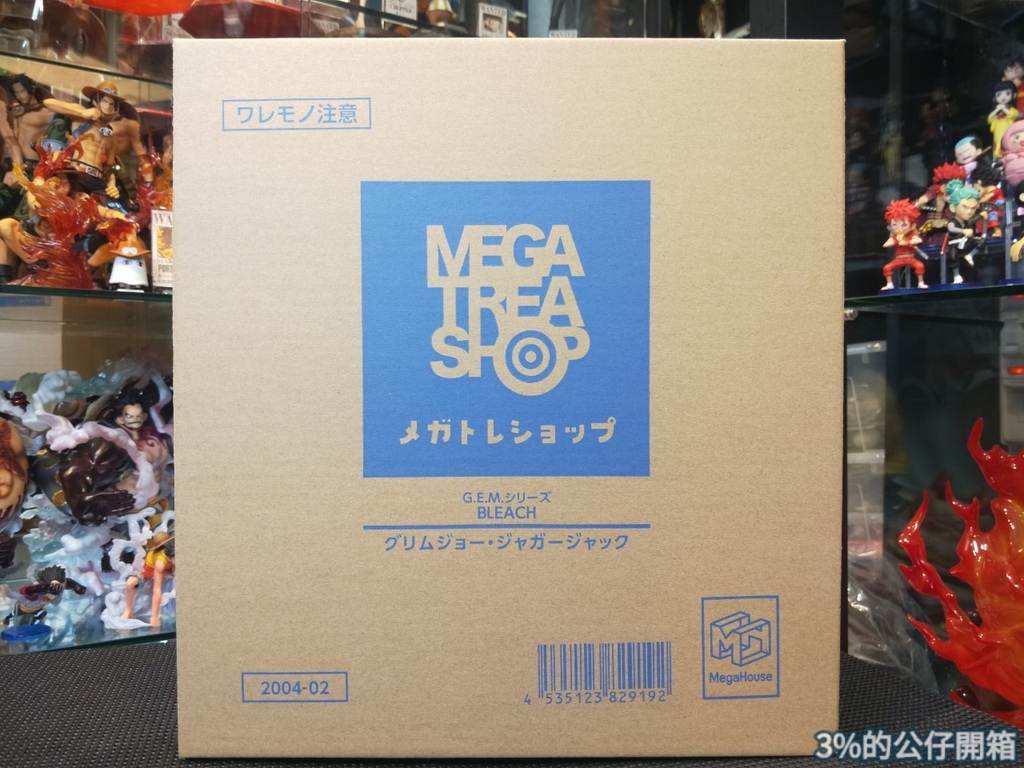 ワレモノ注意
MEGA
TREA
SHOP
メガトレショップ
G.E.M.シリーズ
BLEACH
グリムジョー・ジャガージャック
2004-02
4 535123 829192
MegaHouse
3%的公仔開箱
WANTED